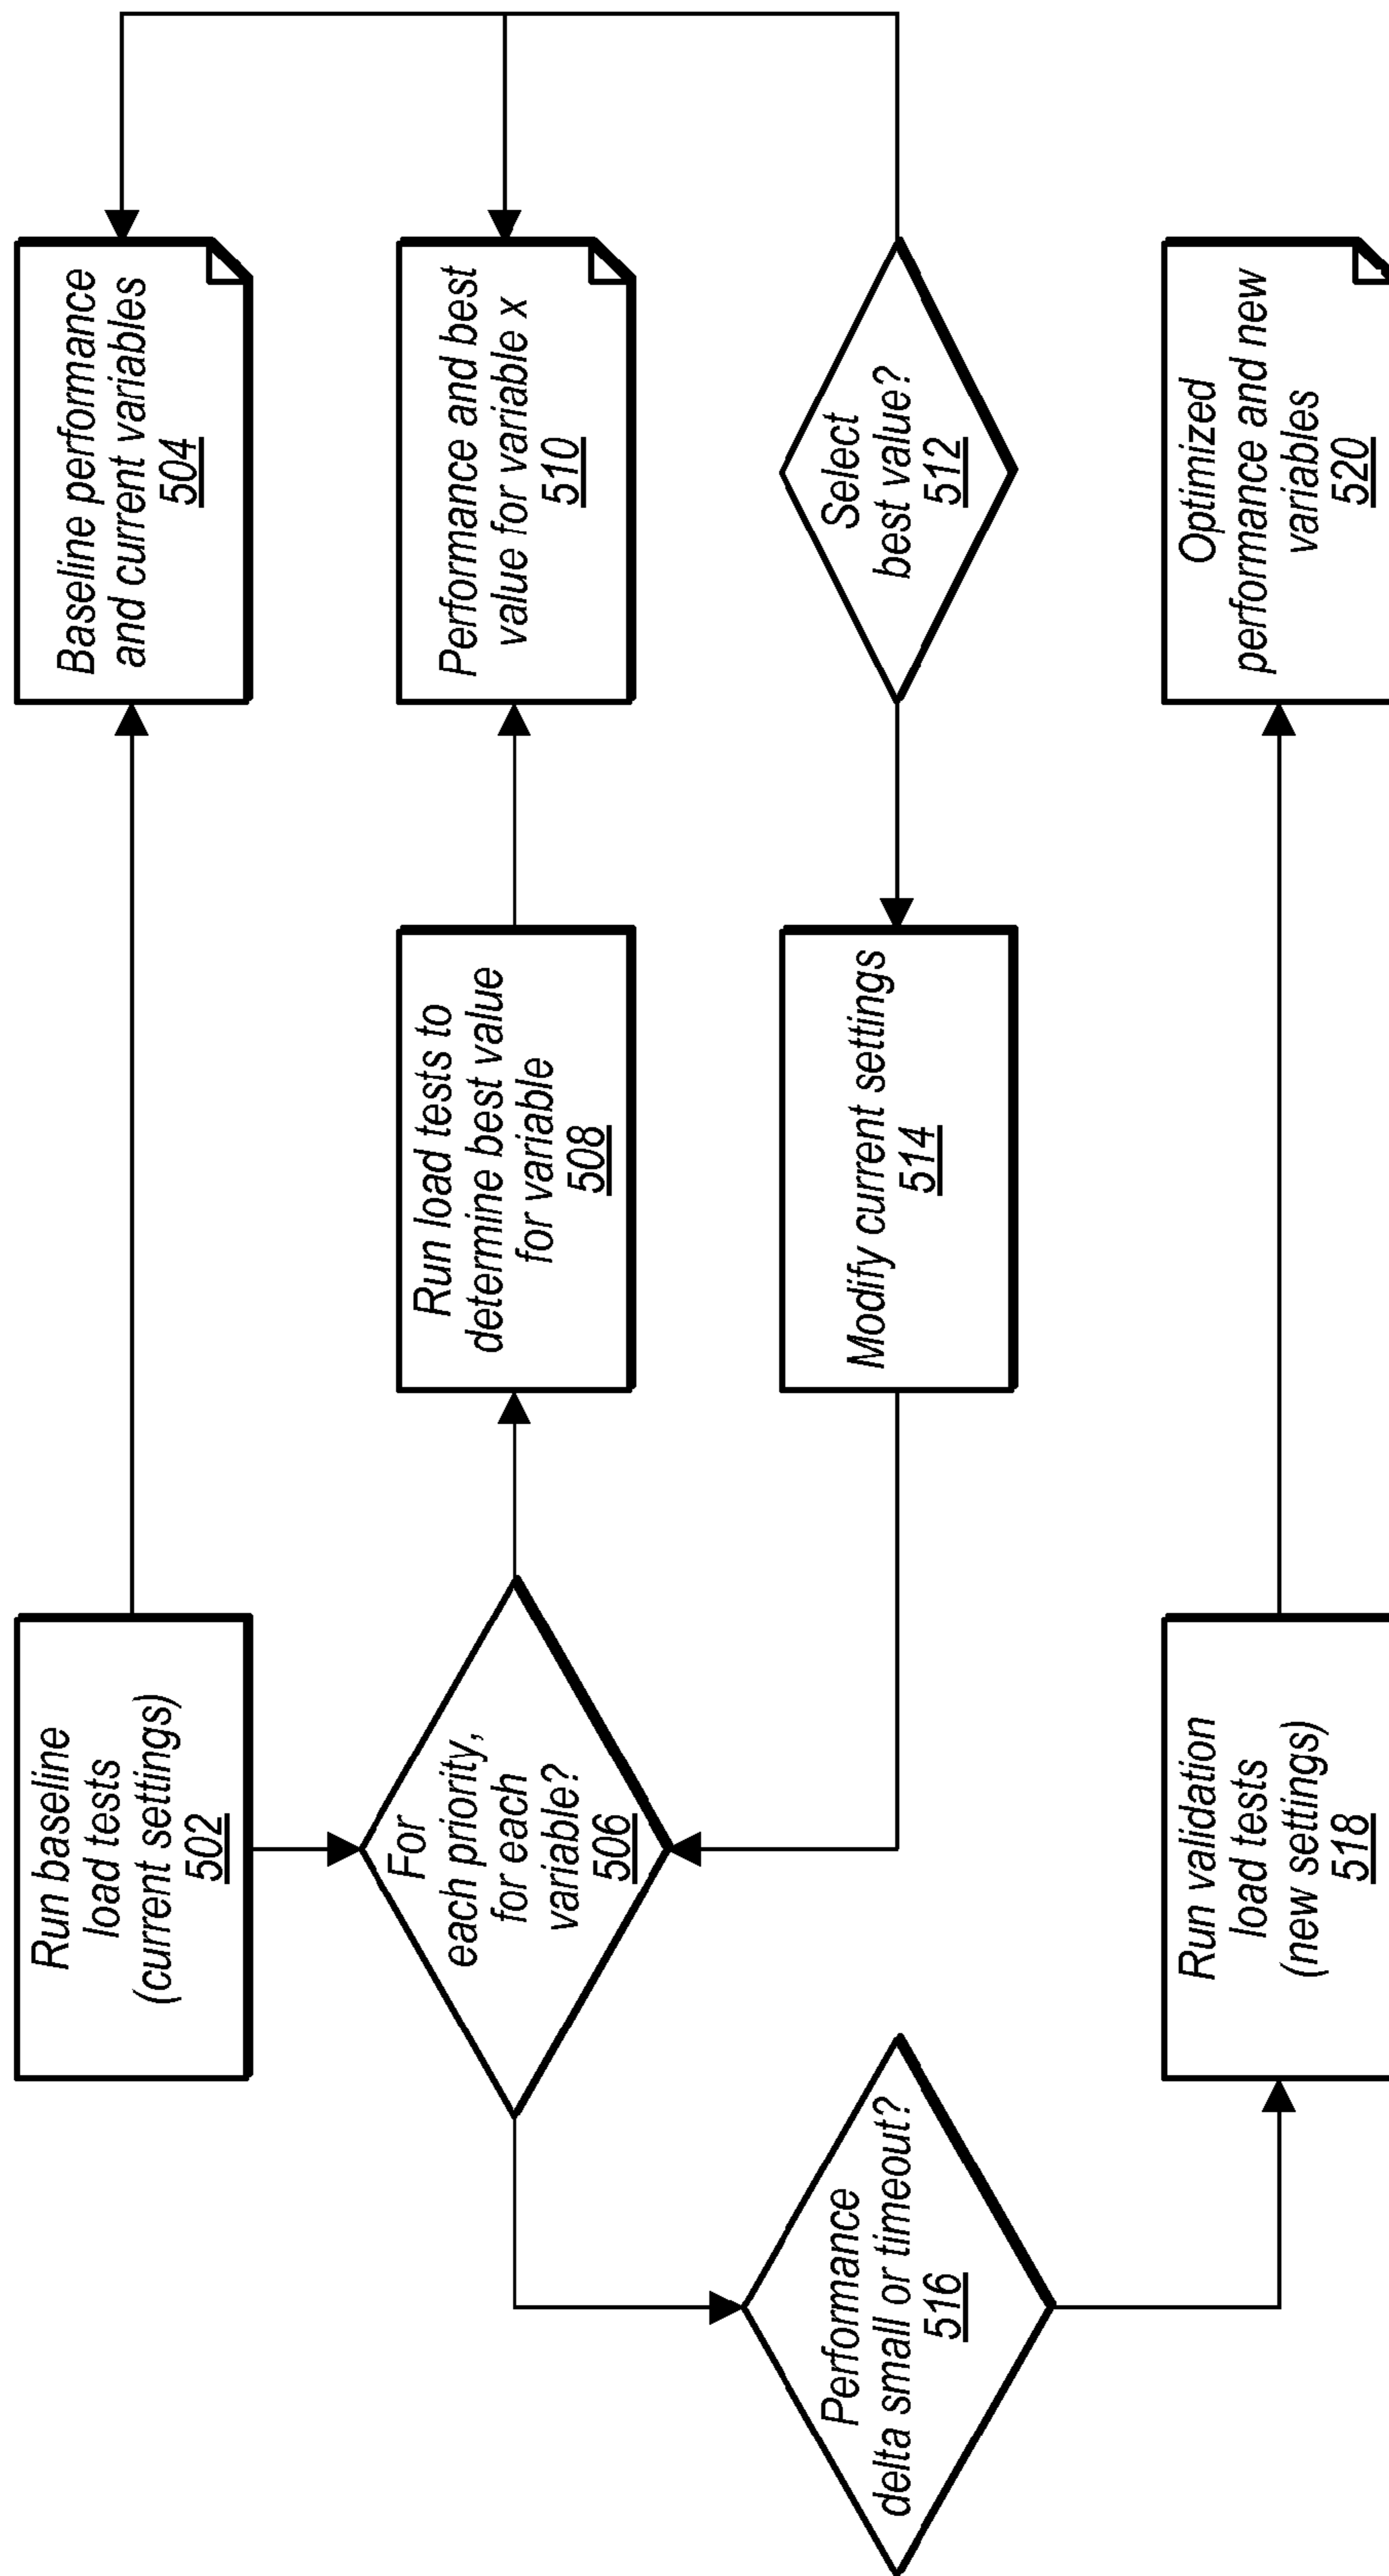 Run baseline
load tests
(current settings)
502
Baseline performance
and current variables
504
For
each priority,
for each
variable?
506
Run load tests to
determine best value
for variable
508
Performance and best
value for variable x
510
Select
best value?
512
Modify current settings
514
Performance
delta small or timeout?
516
Run validation
load tests
(new settings)
518
Optimized
performance and new
variables
520